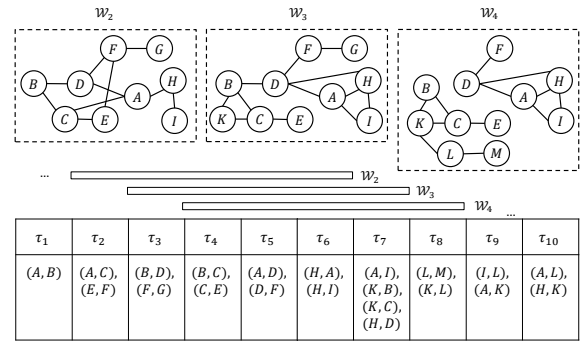 𝒲₂ 𝒲₃ 𝒲₄
F G H B D A C E I
F G H B D A K C E I
F H D B A K C E I L M
...
𝒲₂
𝒲₃
𝒲₄
...
τ₁ τ₂ τ₃ τ₄ τ₅ τ₆ τ₇ τ₈ τ₉ τ₁₀
(A, B) (A, C), (B, D), (B, C), (A, D), (H, A), (A, I), (L, M), (I, L), (A, L),
(E, F) (F, G) (C, E) (D, F) (H, I) (K, B), (K, L) (A, K) (H, K)
(K, C),
(H, D)